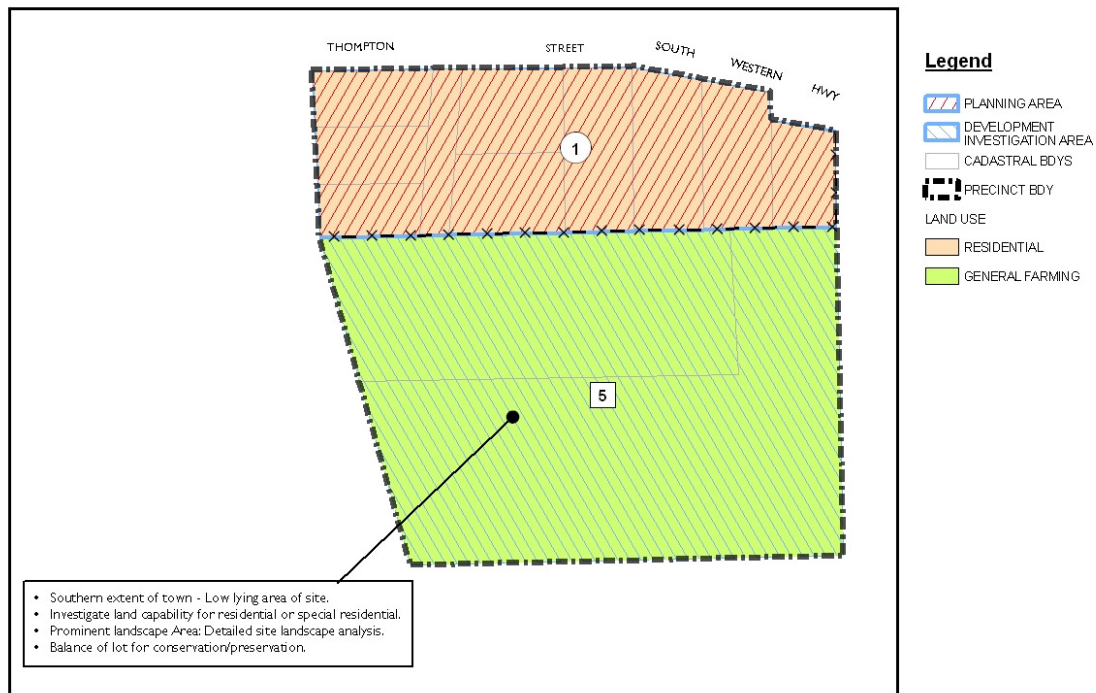 THOMPTON STREET SOUTH WESTERN HWY
1
5
• Southern extent of town - Low lying area of site.
• Investigate land capability for residential or special residential.
• Prominent landscape Area: Detailed site landscape analysis.
• Balance of lot for conservation/preservation.
Legend
PLANNING AREA
DEVELOPMENT
INVESTIGATION AREA
CADASTRAL BDYS
PRECINCT BDY
LAND USE
RESIDENTIAL
GENERAL FARMING